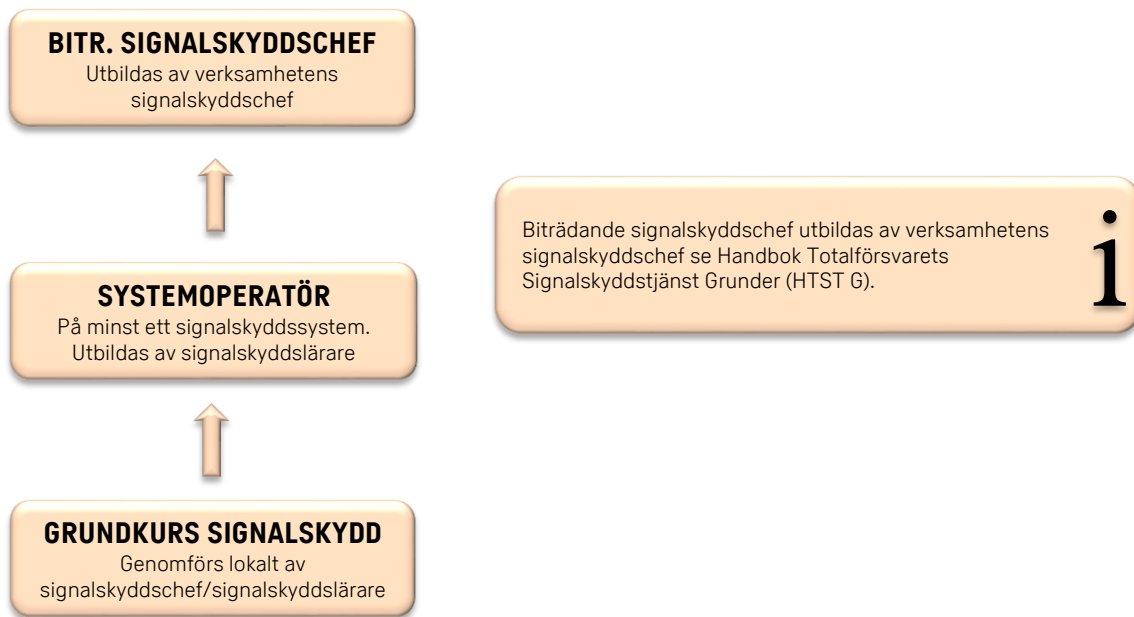 BITR. SIGNALSKYDDSCHEF
Utbildas av verksamhetens
signalskyddschef
Biträdande signalskyddschef utbildas av verksamhetens
signalskyddschef se Handbok Totalförsvarets
Signalskyddstjänst Grunder (HTST G).
i
SYSTEMOPERATÖR
På minst ett signalskyddssystem.
Utbildas av signalskyddslärare
GRUNDKURS SIGNALSKYDD
Genomförs lokalt av
signalskyddschef/signalskyddslärare